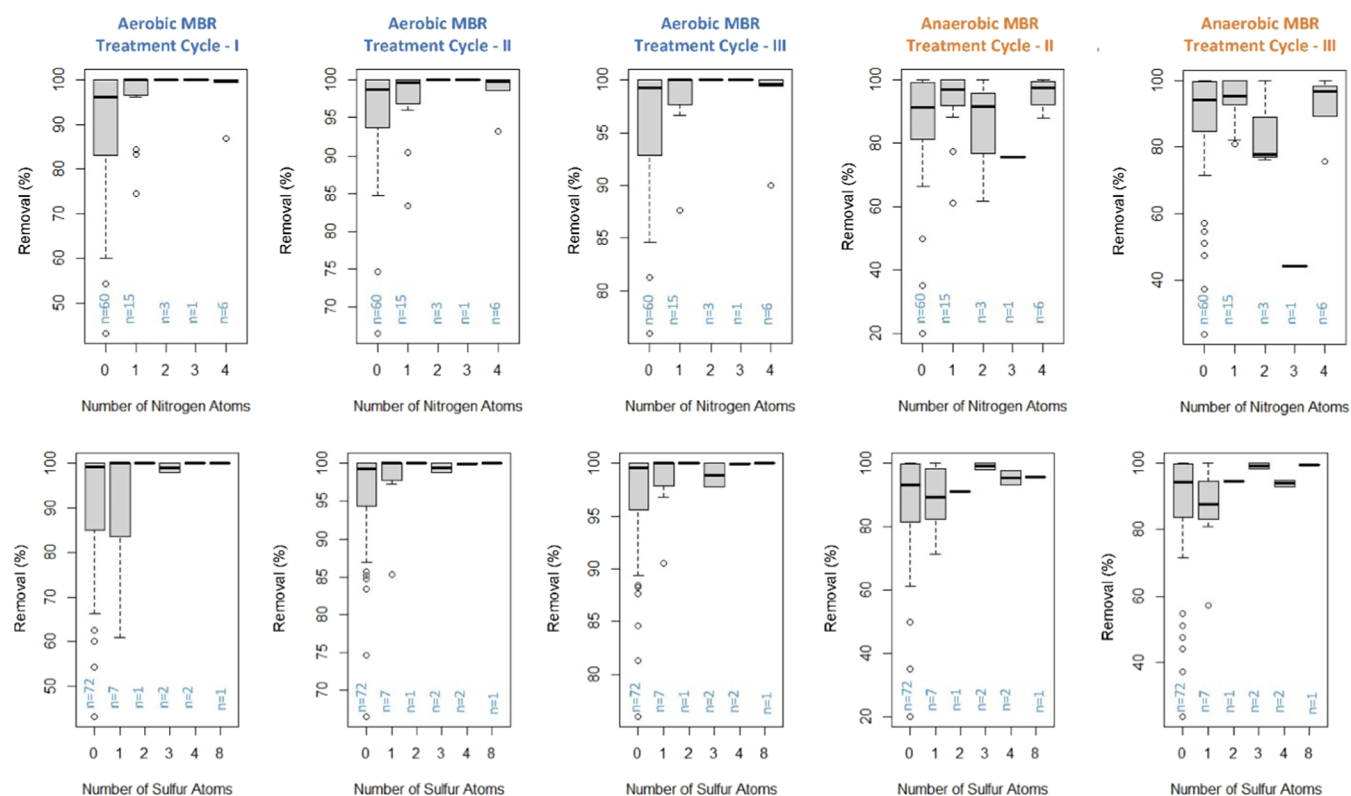 Aerobic MBR
Treatment Cycle - I
Aerobic MBR
Treatment Cycle - II
Aerobic MBR
Treatment Cycle - III
Anaerobic MBR
Treatment Cycle - II
Anaerobic MBR
Treatment Cycle - III
Removal (%)
100
90
80
70
60
50
n=60
n=15
n=3
n=1
n=6
0 1 2 3 4
Number of Nitrogen Atoms
Removal (%)
100
95
90
85
80
75
70
n=60
n=15
n=3
n=1
n=6
0 1 2 3 4
Number of Nitrogen Atoms
Removal (%)
100
95
90
85
80
n=60
n=15
n=3
n=1
n=6
0 1 2 3 4
Number of Nitrogen Atoms
Removal (%)
100
80
60
40
20
n=60
n=15
n=3
n=1
n=6
0 1 2 3 4
Number of Nitrogen Atoms
Removal (%)
100
80
60
40
n=60
n=15
n=3
n=1
n=6
0 1 2 3 4
Number of Nitrogen Atoms
Removal (%)
100
90
80
70
60
50
n=72
n=7
n=1
n=2
n=2
n=1
0 1 2 3 4 8
Number of Sulfur Atoms
Removal (%)
100
95
90
85
80
75
70
n=72
n=7
n=1
n=2
n=2
n=1
0 1 2 3 4 8
Number of Sulfur Atoms
Removal (%)
100
95
90
85
80
n=72
n=7
n=1
n=2
n=2
n=1
0 1 2 3 4 8
Number of Sulfur Atoms
Removal (%)
100
80
60
40
20
n=72
n=7
n=1
n=2
n=2
n=1
0 1 2 3 4 8
Number of Sulfur Atoms
Removal (%)
100
80
60
40
n=72
n=7
n=1
n=2
n=2
n=1
0 1 2 3 4 8
Number of Sulfur Atoms